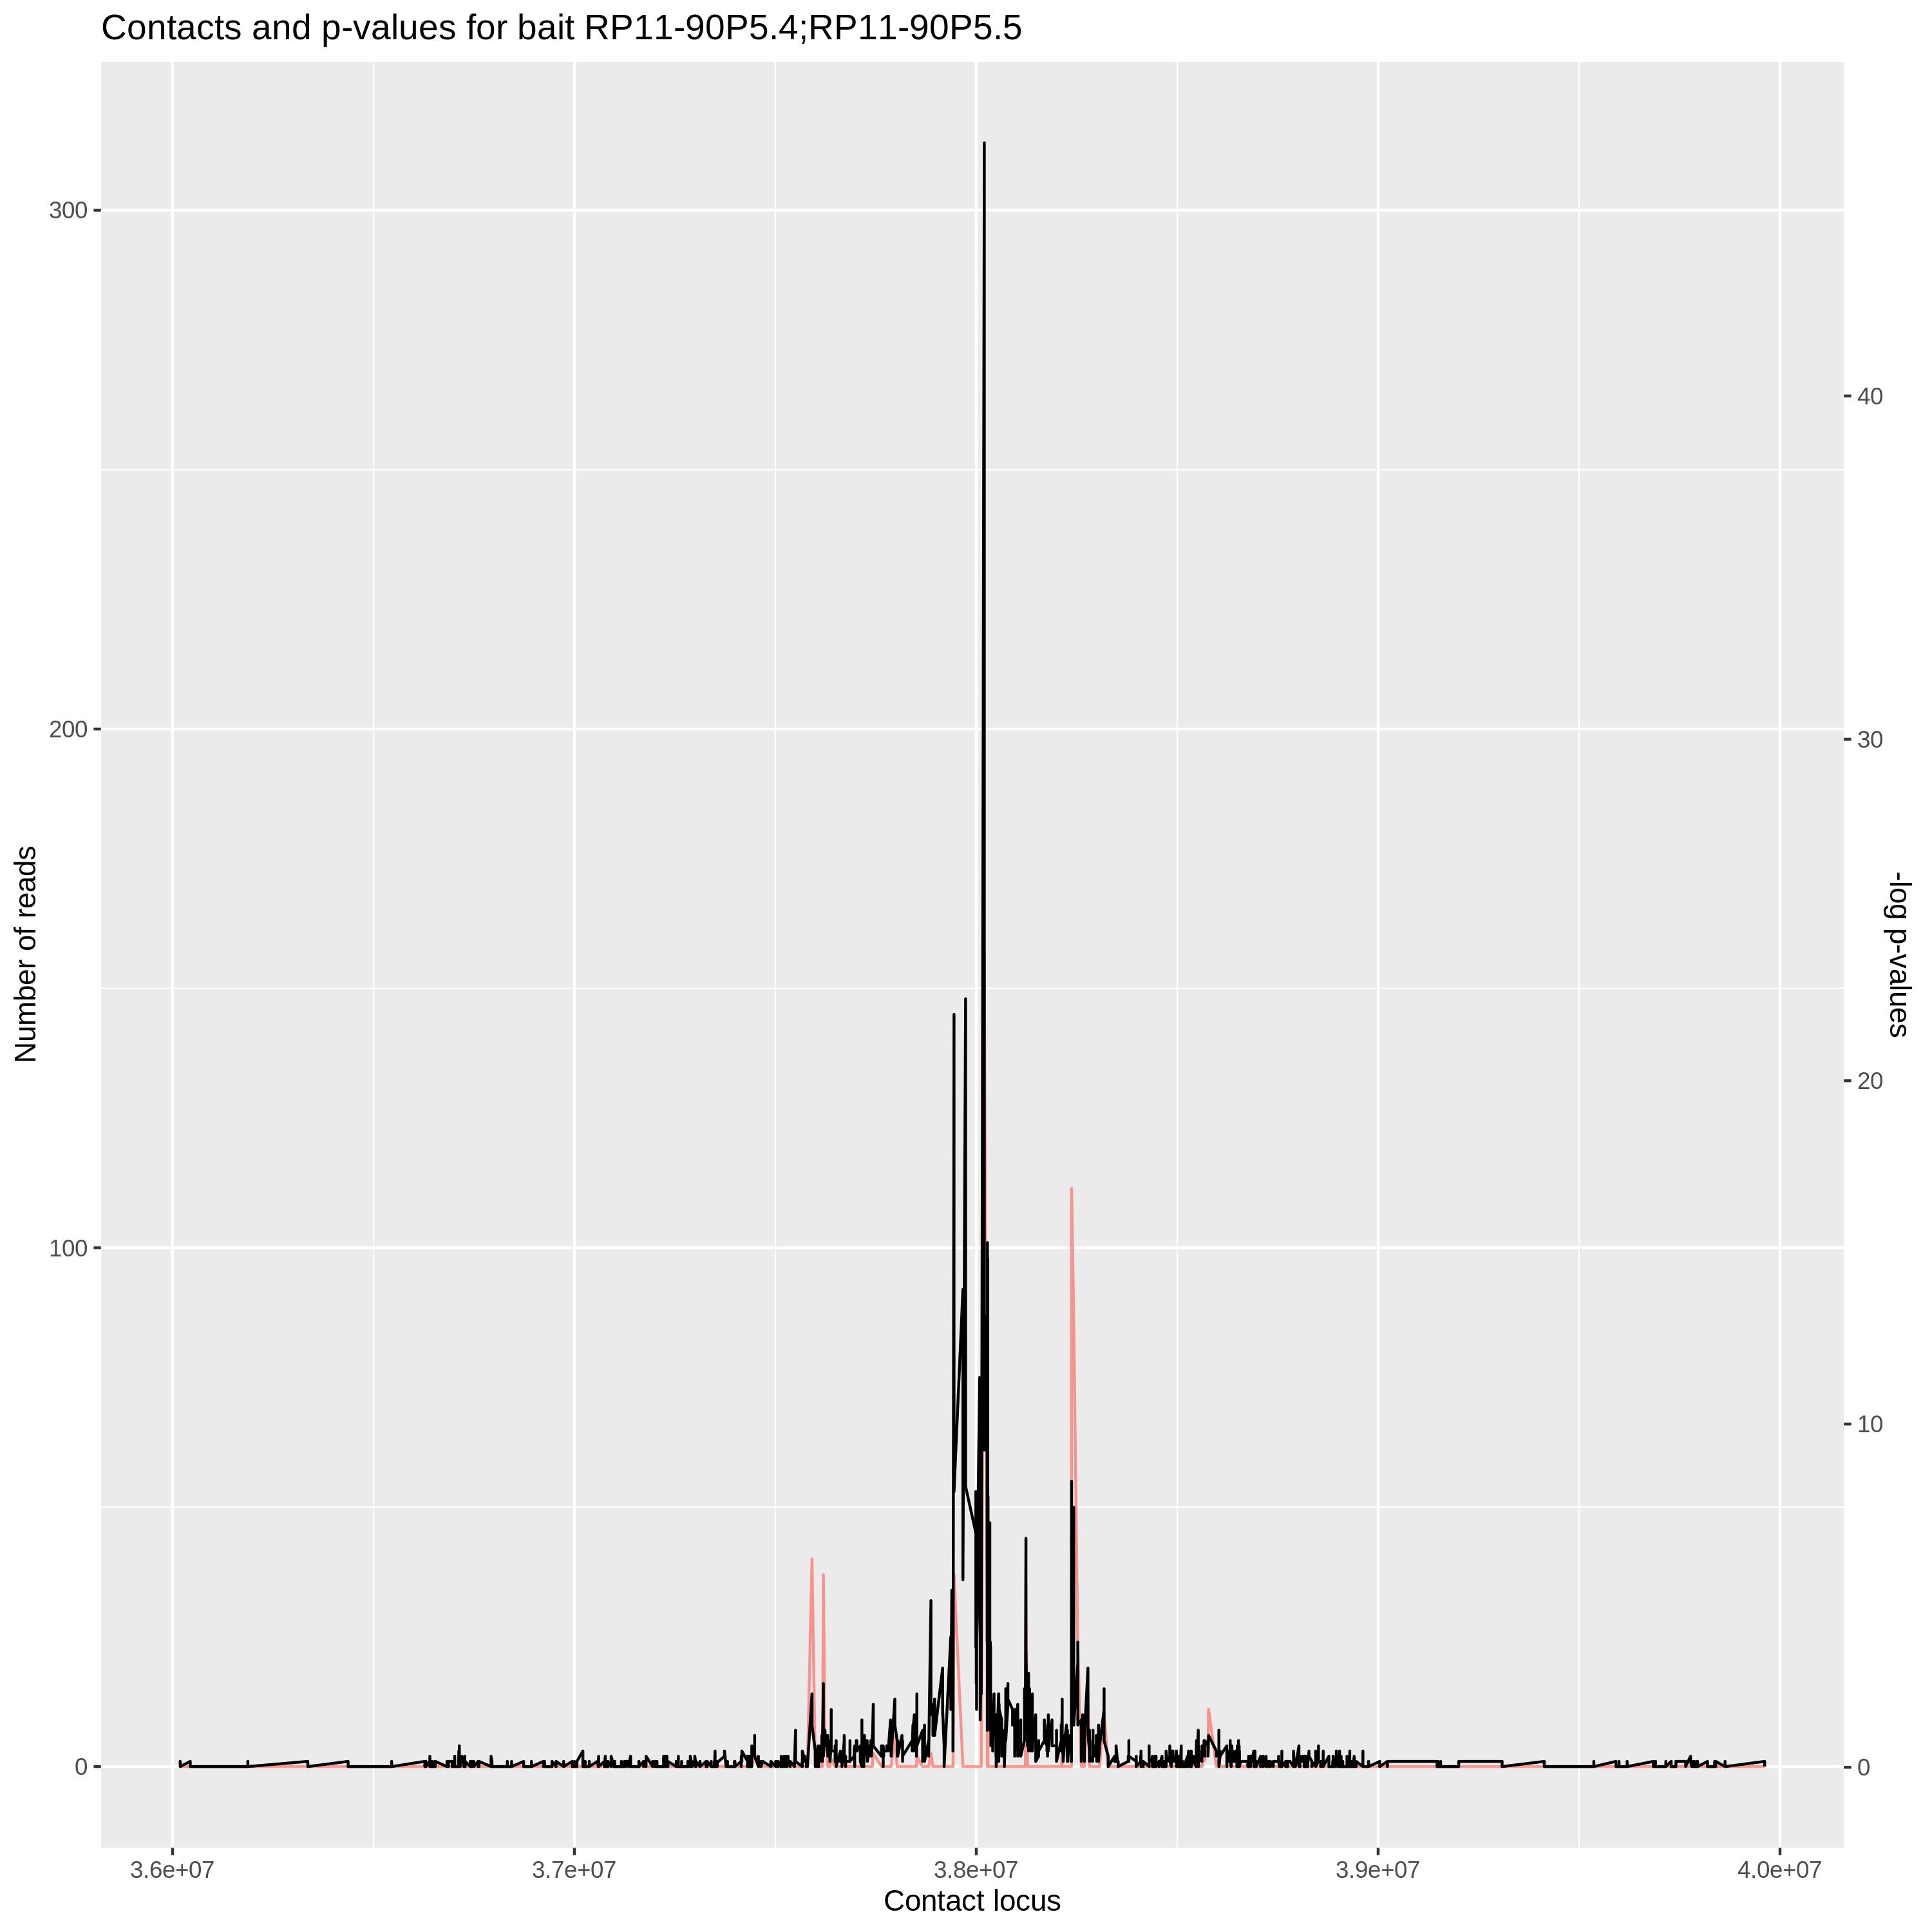 Contacts and p-values for bait RP11-90P5.4;RP11-90P5.5
300
200
100
0
Number of reads
40
30
20
10
0
-log p-values
3.6e+07 3.7e+07 3.8e+07 3.9e+07 4.0e+07
Contact locus